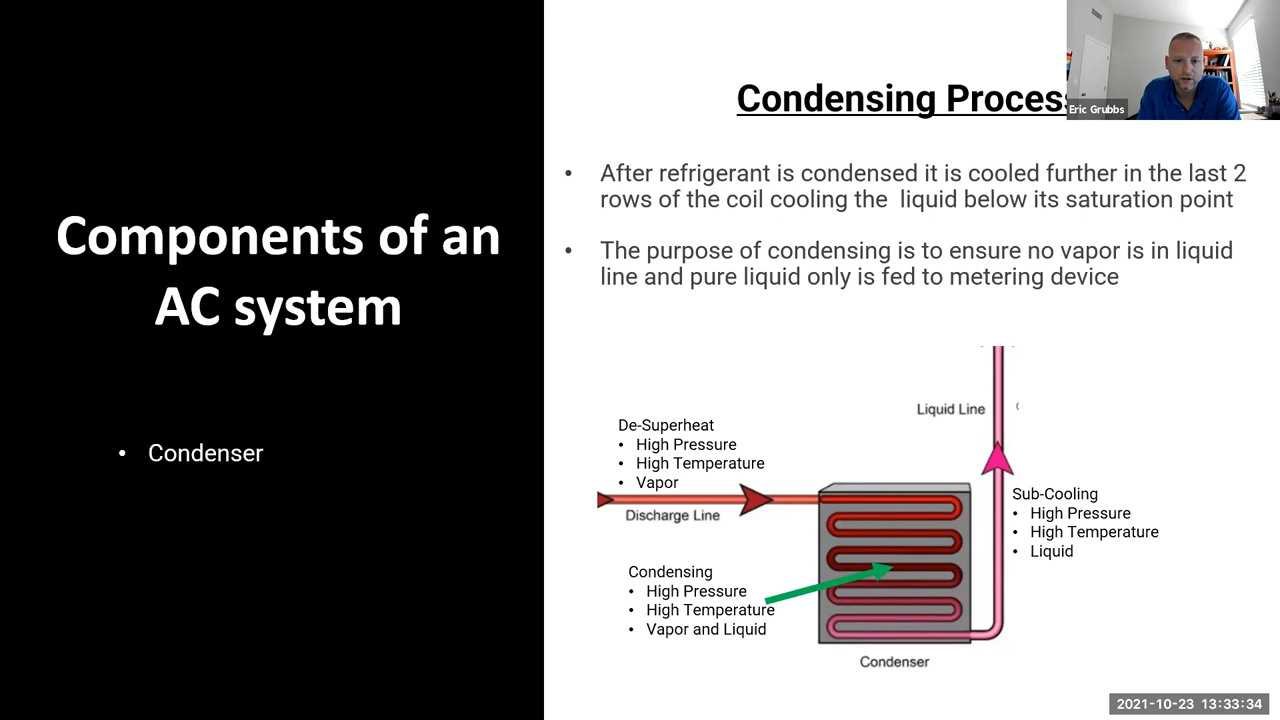 Components of an
AC system
• Condenser
Condensing Process
Eric Grubbs
• After refrigerant is condensed it is cooled further in the last 2
rows of the coil cooling the  liquid below its saturation point
• The purpose of condensing is to ensure no vapor is in liquid
line and pure liquid only is fed to metering device
Liquid Line
De-Superheat
• High Pressure
• High Temperature
• Vapor
Discharge Line
Sub-Cooling
• High Pressure
• High Temperature
• Liquid
Condensing
• High Pressure
• High Temperature
• Vapor and Liquid
Condenser
2021-10-23 13:33:34